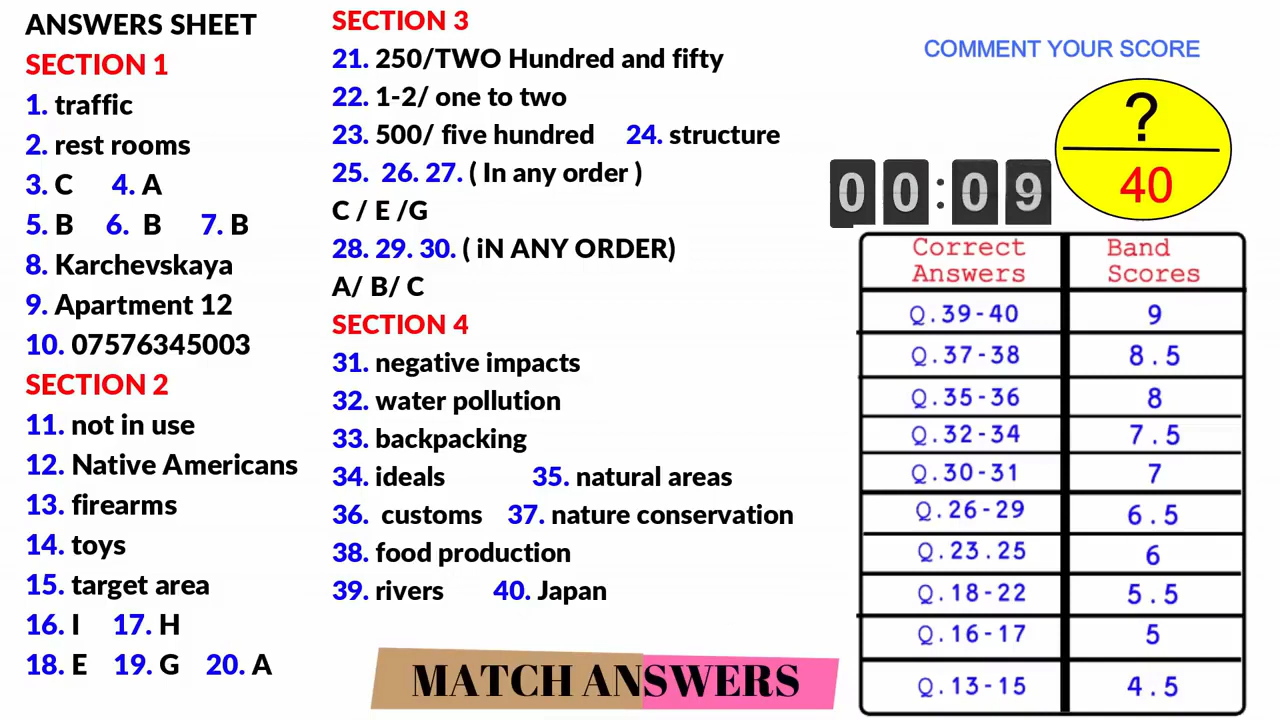 ANSWERS SHEET
SECTION 1
1. traffic
2. rest rooms
3. C 4. A
5. B 6. B 7. B
8. Karchevskaya
9. Apartment 12
10. 07576345003
SECTION 2
11. not in use
12. Native Americans
13. firearms
14. toys
15. target area
16. I 17. H
18. E 19. G 20. A
SECTION 3
21. 250/TWO Hundred and fifty
22. 1-2/ one to two
23. 500/ five hundred 24. structure
25. 26. 27. ( In any order )
C / E /G
28. 29. 30. ( iN ANY ORDER)
A/ B/ C
SECTION 4
31. negative impacts
32. water pollution
33. backpacking
34. ideals 35. natural areas
36. customs 37. nature conservation
38. food production
39. rivers 40. Japan
MATCH ANSWERS
COMMENT YOUR SCORE
?
40
00:09
Correct Answers Band Scores
Q.39-40 9
Q.37-38 8.5
Q.35-36 8
Q.32-34 7.5
Q.30-31 7
Q.26-29 6.5
Q.23.25 6
Q.18-22 5.5
Q.16-17 5
Q.13-15 4.5